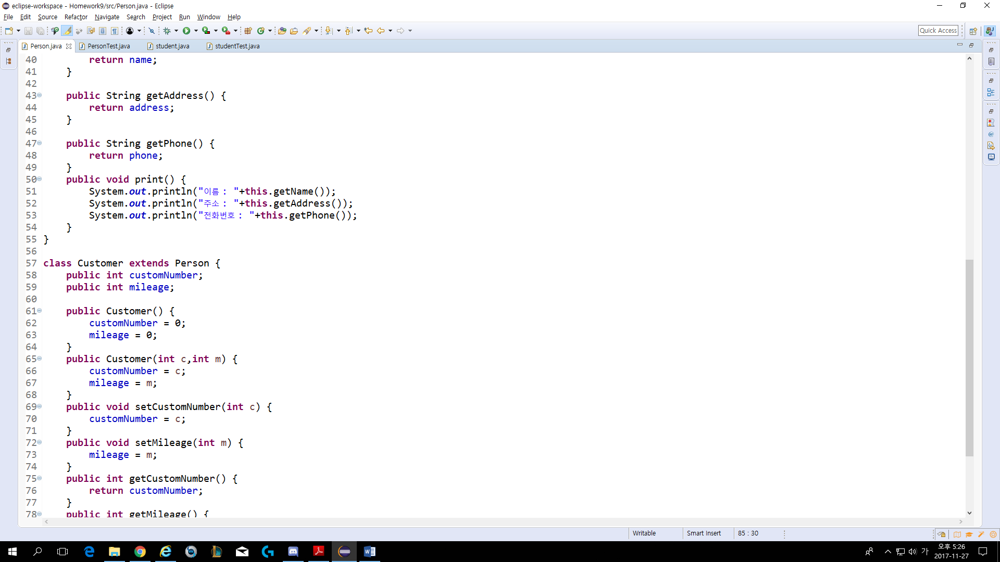 eclipse-workspace - Homework9/src/Person.java - Eclipse
File Edit Source Refactor Navigate Search Project Run Window Help
Quick Access
Person.java PersonTest.java student.java studentTest.java
40         return name;
41     }
42
43     public String getAddress() {
44         return address;
45     }
46
47     public String getPhone() {
48         return phone;
49     }
50     public void print() {
51         System.out.println("이름 : "+this.getName());
52         System.out.println("주소 : "+this.getAddress());
53         System.out.println("전화번호 : "+this.getPhone());
54     }
55 }
56
57 class Customer extends Person {
58     public int customNumber;
59     public int mileage;
60
61     public Customer() {
62         customNumber = 0;
63         mileage = 0;
64     }
65     public Customer(int c,int m) {
66         customNumber = c;
67         mileage = m;
68     }
69     public void setCustomNumber(int c) {
70         customNumber = c;
71     }
72     public void setMileage(int m) {
73         mileage = m;
74     }
75     public int getCustomNumber() {
76         return customNumber;
77     }
78     public int getMileage() {
Writable Smart Insert 85 : 30
가 오후 5:26
2017-11-27